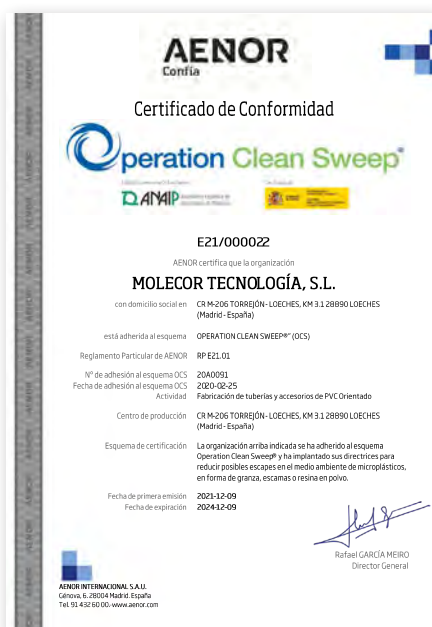 AENOR
Confía
Certificado de Conformidad
Operation Clean Sweep®
ANAIP
E21/000022
AENOR certifica que la organización
MOLECOR TECNOLOGÍA, S.L.
con domicilio social en CR M-206 TORREJÓN - LOECHES, KM 3.1 28890 LOECHES
(Madrid - España)
está adherida al esquema OPERATION CLEAN SWEEP®" (OCS)
Reglamento Particular de AENOR RP E21.01
Nº de adhesión al esquema OCS 20A0091
Fecha de adhesión al esquema OCS 2020-02-25
Actividad Fabricación de tuberías y accesorios de PVC Orientado
Centro de producción CR M-206 TORREJÓN - LOECHES, KM 3.1 28890 LOECHES
(Madrid - España)
Esquema de certificación La organización arriba indicada se ha adherido al esquema
Operation Clean Sweep® y ha implantado sus directrices para
reducir posibles escapes en el medio ambiente de microplásticos,
en forma de granza, escamas o resina en polvo.
Fecha de primera emisión 2021-12-09
Fecha de expiración 2024-12-09
Rafael GARCÍA MEIRO
Director General
AENOR INTERNACIONAL S.A.U.
Génova, 6. 28004 Madrid. España
Tel. 91 432 60 00.- www.aenor.com